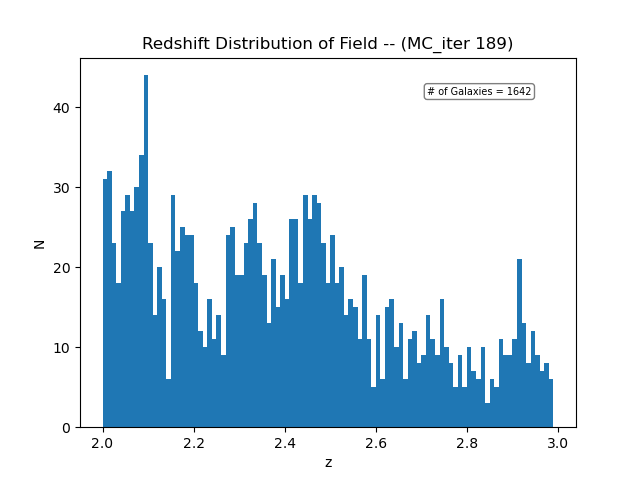 Redshift Distribution of Field -- (MC_iter 189)
# of Galaxies = 1642
N
40
30
20
10
0
2.0 2.2 2.4 2.6 2.8 3.0
z